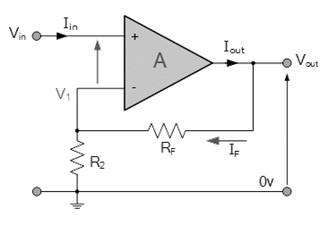 Vin
Iin
+
A
Iout
Vout
V1
-
RF
IF
R2
0v